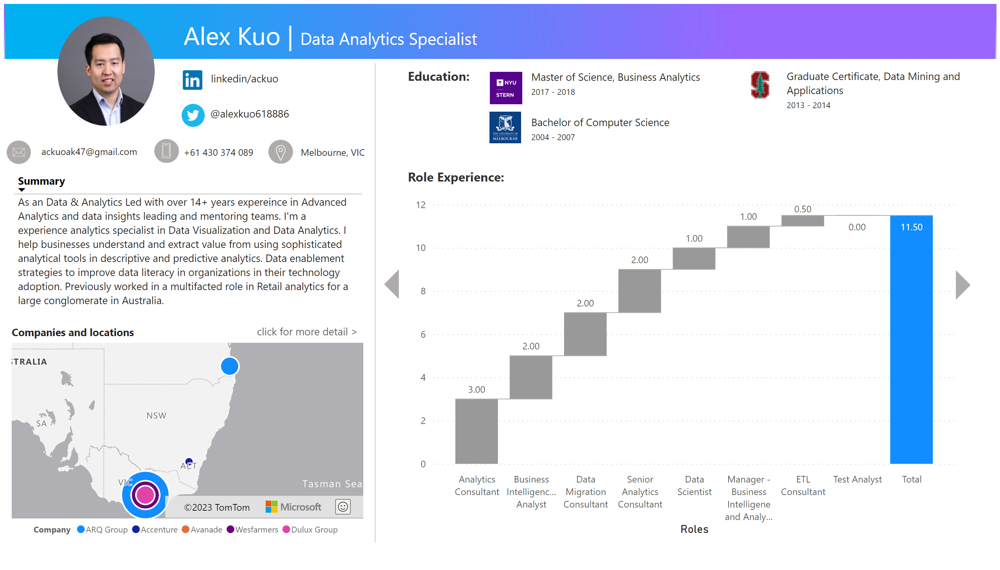 Alex Kuo | Data Analytics Specialist
linkedin/ackuo
@alexkuo618886
ackuoak47@gmail.com
+61 430 374 089
Melbourne, VIC
Summary
As an Data & Analytics Led with over 14+ years expereince in Advanced
Analytics and data insights leading and mentoring teams. I'm a
experience analytics specialist in Data Visualization and Data Analytics. I
help businesses understand and extract value from using sophisticated
analytical tools in descriptive and predictive analytics. Data enablement
strategies to improve data literacy in organizations in their technology
adoption. Previously worked in a multifacted role in Retail analytics for a
large conglomerate in Australia.
Companies and locations
click for more detail >
STRALIA
NSW
SA
ACT
VIC
Tasman Sea
©2023 TomTom
Microsoft
Company ARQ Group Accenture Avanade Wesfarmers Dulux Group
Education:
NYU
STERN
Master of Science, Business Analytics
2017 - 2018
THE UNIVERSITY OF
MELBOURNE
Bachelor of Computer Science
2004 - 2007
S
Graduate Certificate, Data Mining and
Applications
2013 - 2014
Role Experience:
12
10
8
6
4
2
0
3.00
2.00
2.00
2.00
1.00
1.00
0.50
0.00
11.50
Analytics
Consultant
Business
Intelligenc...
Analyst
Data
Migration
Consultant
Senior
Analytics
Consultant
Data
Scientist
Manager -
Business
Intelligene
and Analy...
ETL
Consultant
Test Analyst
Total
Roles